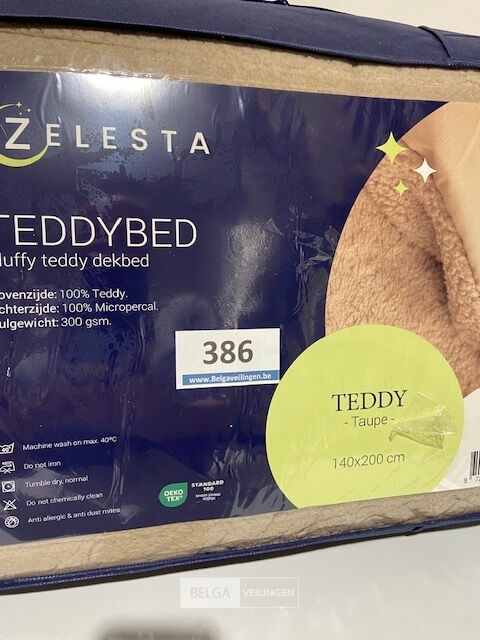 ZELESTA
TEDDYBED
luffy teddy dekbed
ovenzijde: 100% Teddy.
chterzijde: 100% Micropercal.
ulgewicht: 300 gsm.
386
www.Belgaveilingen.be
TEDDY
- Taupe -
140x200 cm
Machine wash on max. 40°C
Do not iron
Tumble dry, normal
Do not chemically clean
Anti allergic & anti dust mites
OEKO
TEX®
STANDARD
100
BELGA VEILINGEN